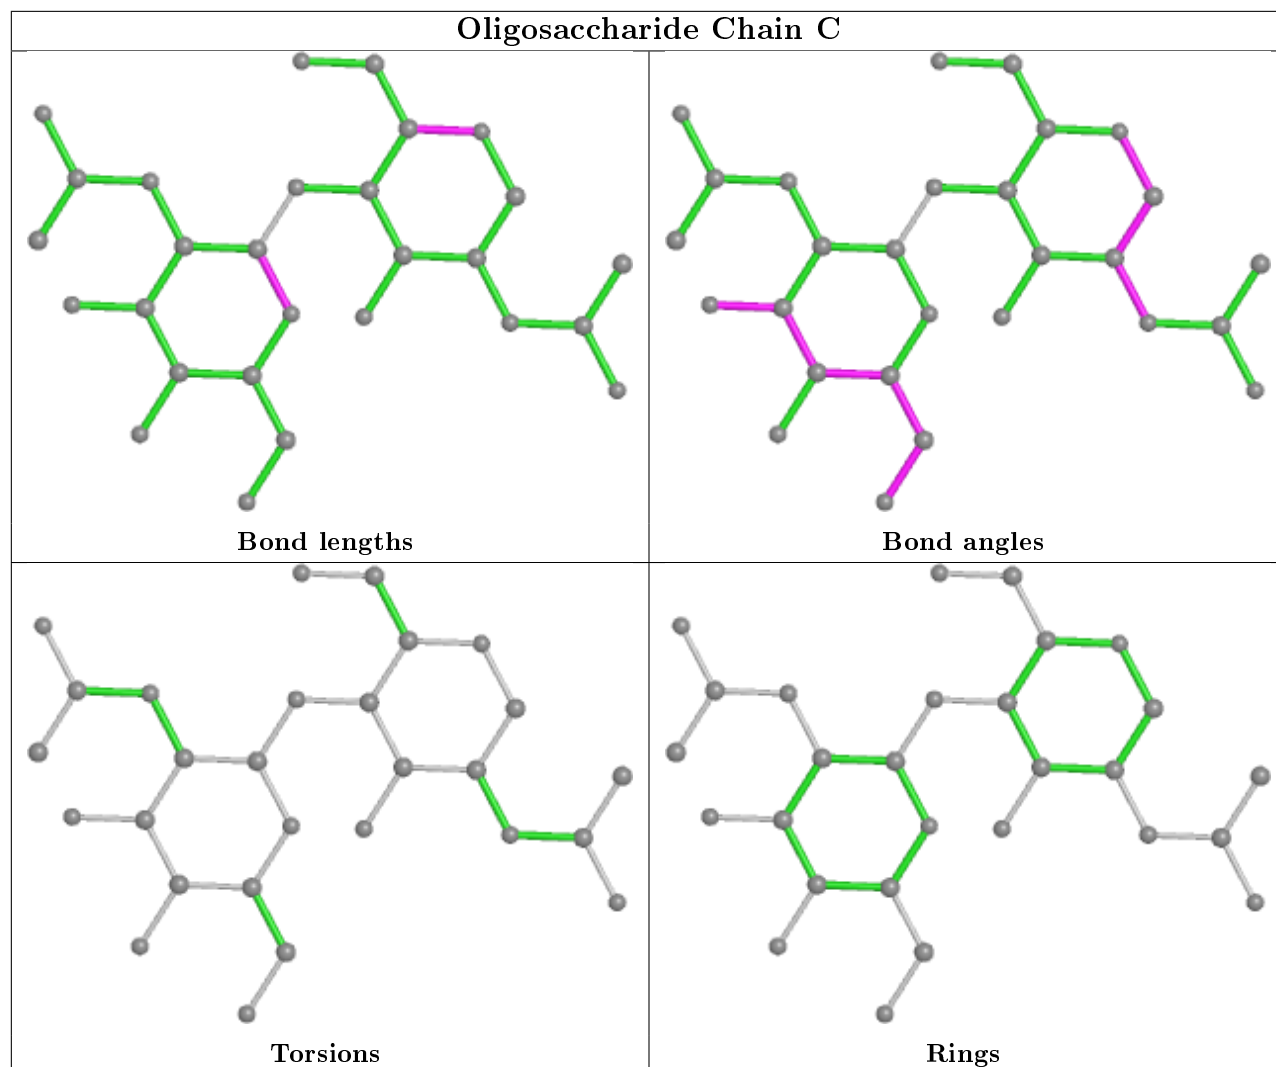 Oligosaccharide Chain C
Bond lengths
Bond angles
Torsions
Rings